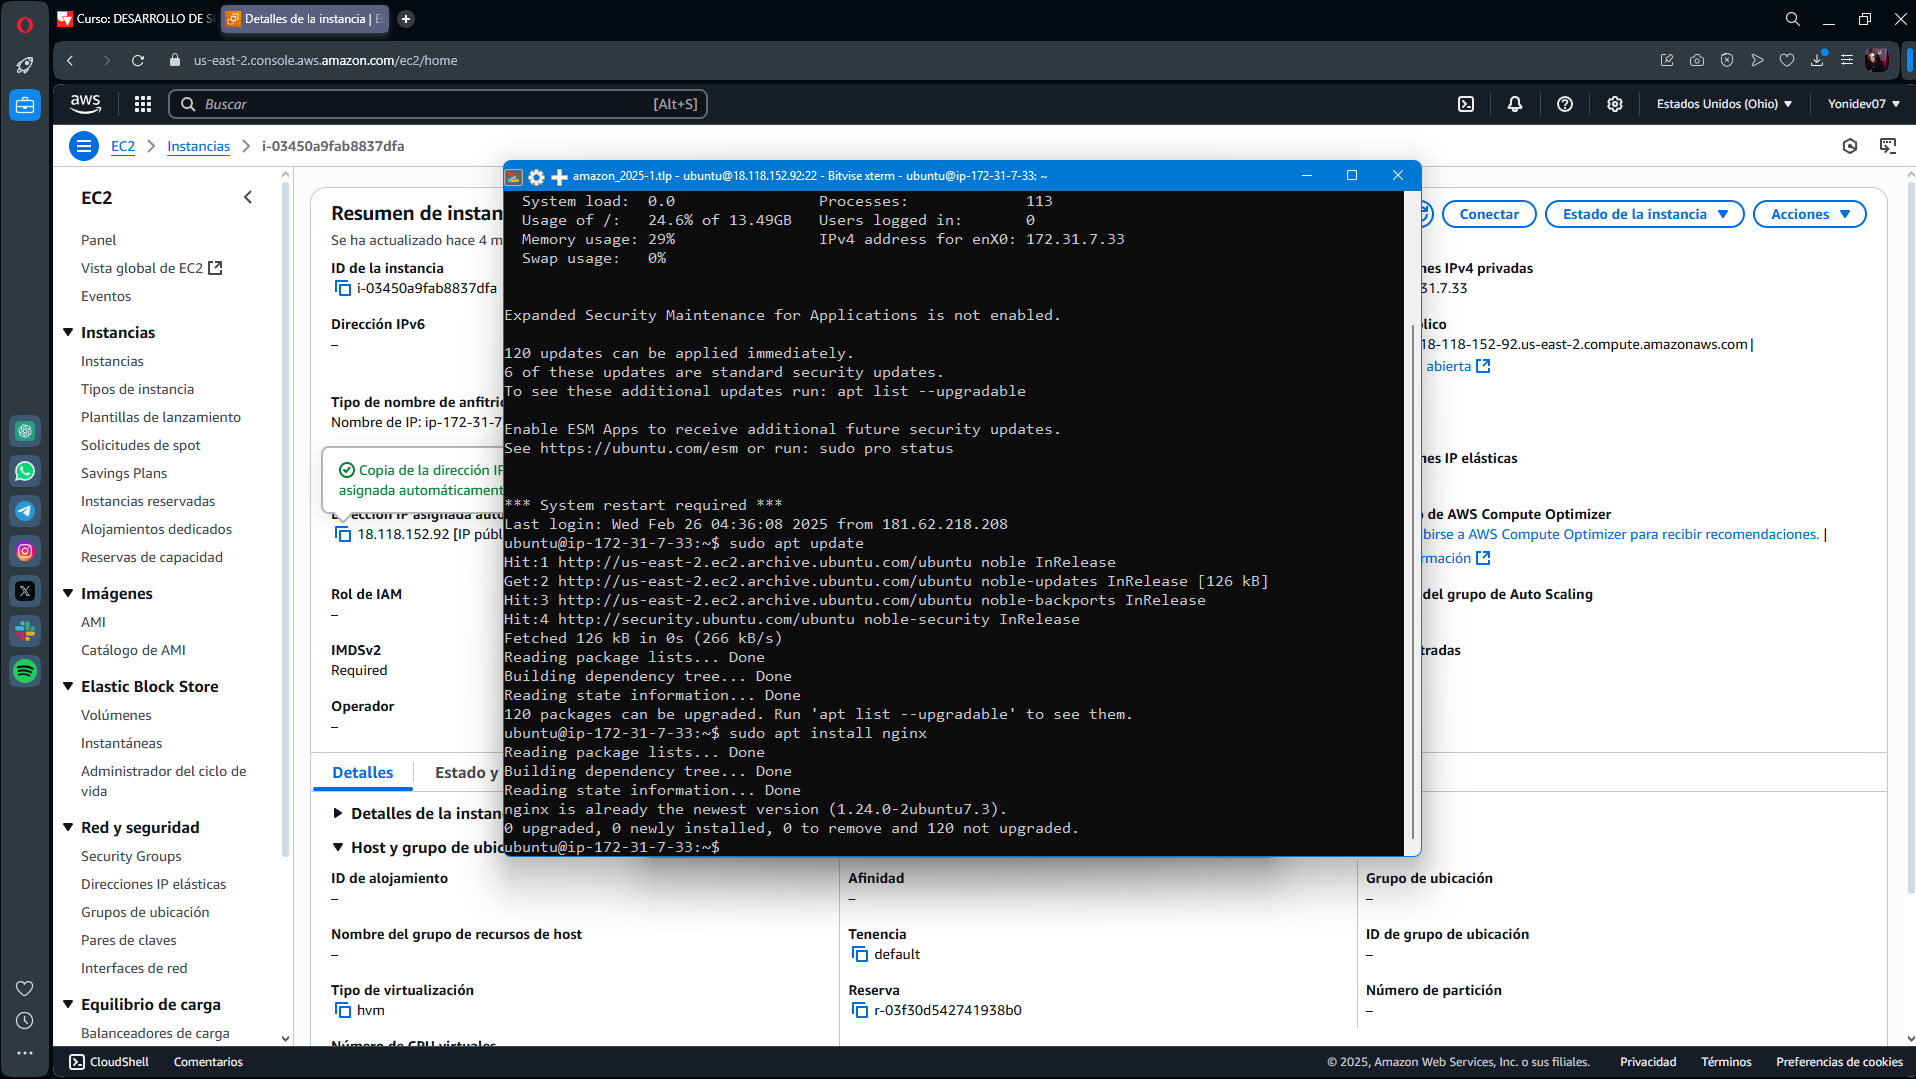 Curso: DESARROLLO DE S
Detalles de la instancia | E
us-east-2.console.aws.amazon.com/ec2/home
aws
Buscar
[Alt+S]
Estados Unidos (Ohio)
Yonidev07
EC2
Instancias
i-03450a9fab8837dfa
EC2
Panel
Vista global de EC2
Eventos
Instancias
Instancias
Tipos de instancia
Plantillas de lanzamiento
Solicitudes de spot
Savings Plans
Instancias reservadas
Alojamientos dedicados
Reservas de capacidad
Imágenes
AMI
Catálogo de AMI
Elastic Block Store
Volúmenes
Instantáneas
Administrador del ciclo de
vida
Red y seguridad
Security Groups
Direcciones IP elásticas
Grupos de ubicación
Pares de claves
Interfaces de red
Equilibrio de carga
Balanceadores de carga
Resumen de instan
Se ha actualizado hace 4 m
ID de la instancia
i-03450a9fab8837dfa
Dirección IPv6
–
Tipo de nombre de anfitrio
Nombre de IP: ip-172-31-7
Copia de la dirección IP
asignada automáticament
Dirección IP asignada auto
18.118.152.92 [IP públ
Rol de IAM
–
IMDSv2
Required
Operador
–
amazon_2025-1.tlp - ubuntu@18.118.152.92:22 - Bitvise xterm - ubuntu@ip-172-31-7-33: ~
System load: 0.0 Processes: 113
Usage of /: 24.6% of 13.49GB Users logged in: 0
Memory usage: 29% IPv4 address for enX0: 172.31.7.33
Swap usage: 0%
Expanded Security Maintenance for Applications is not enabled.
120 updates can be applied immediately.
6 of these updates are standard security updates.
To see these additional updates run: apt list --upgradable
Enable ESM Apps to receive additional future security updates.
See https://ubuntu.com/esm or run: sudo pro status
*** System restart required ***
Last login: Wed Feb 26 04:36:08 2025 from 181.62.218.208
ubuntu@ip-172-31-7-33:~$ sudo apt update
Hit:1 http://us-east-2.ec2.archive.ubuntu.com/ubuntu noble InRelease
Get:2 http://us-east-2.ec2.archive.ubuntu.com/ubuntu noble-updates InRelease [126 kB]
Hit:3 http://us-east-2.ec2.archive.ubuntu.com/ubuntu noble-backports InRelease
Hit:4 http://security.ubuntu.com/ubuntu noble-security InRelease
Fetched 126 kB in 0s (266 kB/s)
Reading package lists... Done
Building dependency tree... Done
Reading state information... Done
120 packages can be upgraded. Run 'apt list --upgradable' to see them.
ubuntu@ip-172-31-7-33:~$ sudo apt install nginx
Reading package lists... Done
Building dependency tree... Done
Reading state information... Done
nginx is already the newest version (1.24.0-2ubuntu7.3).
0 upgraded, 0 newly installed, 0 to remove and 120 not upgraded.
ubuntu@ip-172-31-7-33:~$
Conectar
Estado de la instancia
Acciones
nes IPv4 privadas
31.7.33
lico
18-118-152-92.us-east-2.compute.amazonaws.com |
abierta
nes IP elásticas
o de AWS Compute Optimizer
birse a AWS Compute Optimizer para recibir recomendaciones. |
rmación
del grupo de Auto Scaling
tradas
Detalles
Estado y
Detalles de la instan
Host y grupo de ubic
ID de alojamiento
–
Afinidad
–
Grupo de ubicación
–
Nombre del grupo de recursos de host
–
Tenencia
default
ID de grupo de ubicación
–
Tipo de virtualización
hvm
Reserva
r-03f30d542741938b0
Número de partición
–
Número de CPU virtuales
CloudShell
Comentarios
© 2025, Amazon Web Services, Inc. o sus filiales.
Privacidad
Términos
Preferencias de cookies